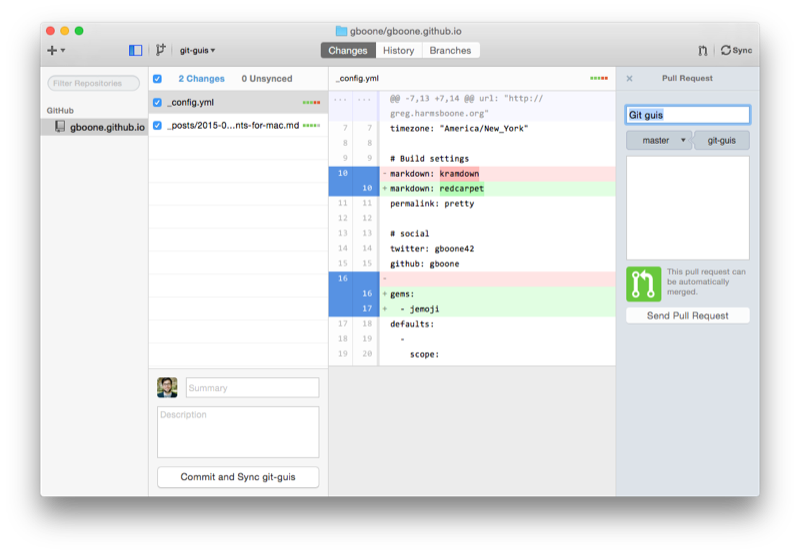 gboone/gboone.github.io
git-guis
Changes
History
Branches
Sync
Filter Repositories
GitHub
gboone.github.io
2 Changes
0 Unsynced
_config.yml
_posts/2015-0...nts-for-mac.md
Summary
Description
Commit and Sync git-guis
_config.yml
... ... @@ -7,13 +7,14 @@ url: "http://
greg.harmsboone.org"
7 7 timezone: "America/New_York"
8 8
9 9 # Build settings
10 - markdown: kramdown
10 + markdown: redcarpet
11 11 permalink: pretty
12 12
13 13 # social
14 14 twitter: gboone42
15 15 github: gboone
16 -
16 + gems:
17 + - jemoji
17 18 defaults:
18 19 -
19 20 scope:
Pull Request
Git guis
master
git-guis
This pull request can
be automatically
merged.
Send Pull Request